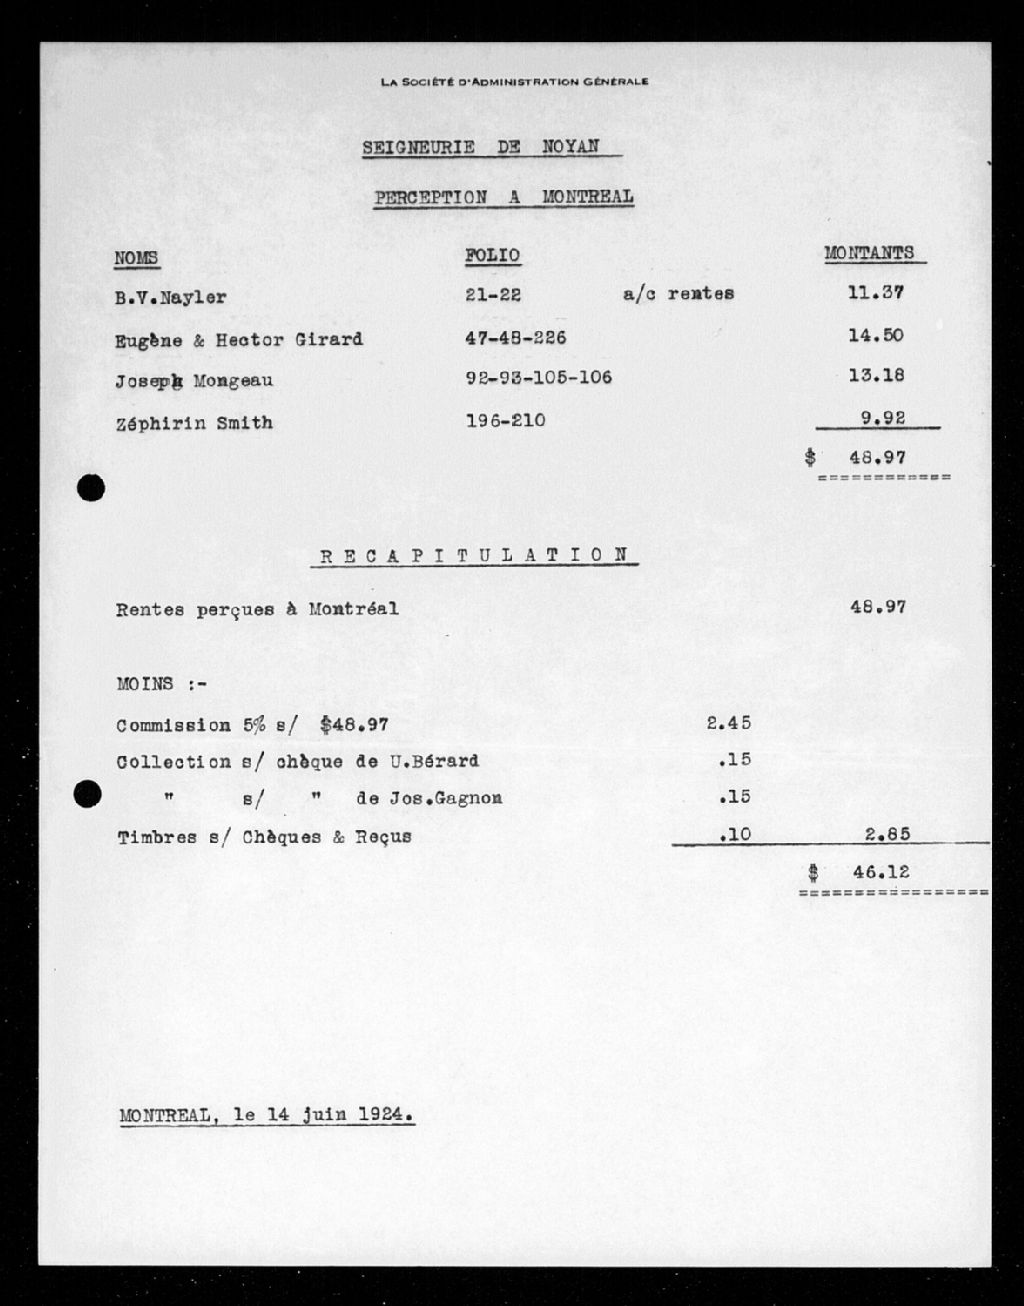 LA SOCIÉTÉ D'ADMINISTRATION GÉNÉRALE
SEIGNEURIE DE NOYAN
PERCEPTION A MONTREAL
NOMS FOLIO MONTANTS
B.V.Nayler 21-22 a/c rentes 11.37
Eugène & Hector Girard 47-48-226 14.50
Joseph Mongeau 92-93-105-106 13.18
Zéphirin Smith 196-210 9.92
$ 48.97
============
RECAPITULATION
Rentes perçues à Montréal 48.97
MOINS :-
Commission 5% s/ $48.97 2.45
Collection s/ chèque de U.Bérard .15
" s/ " de Jos.Gagnon .15
Timbres s/ Chèques & Reçus .10 2.85
$ 46.12
=================
MONTREAL, le 14 juin 1924.